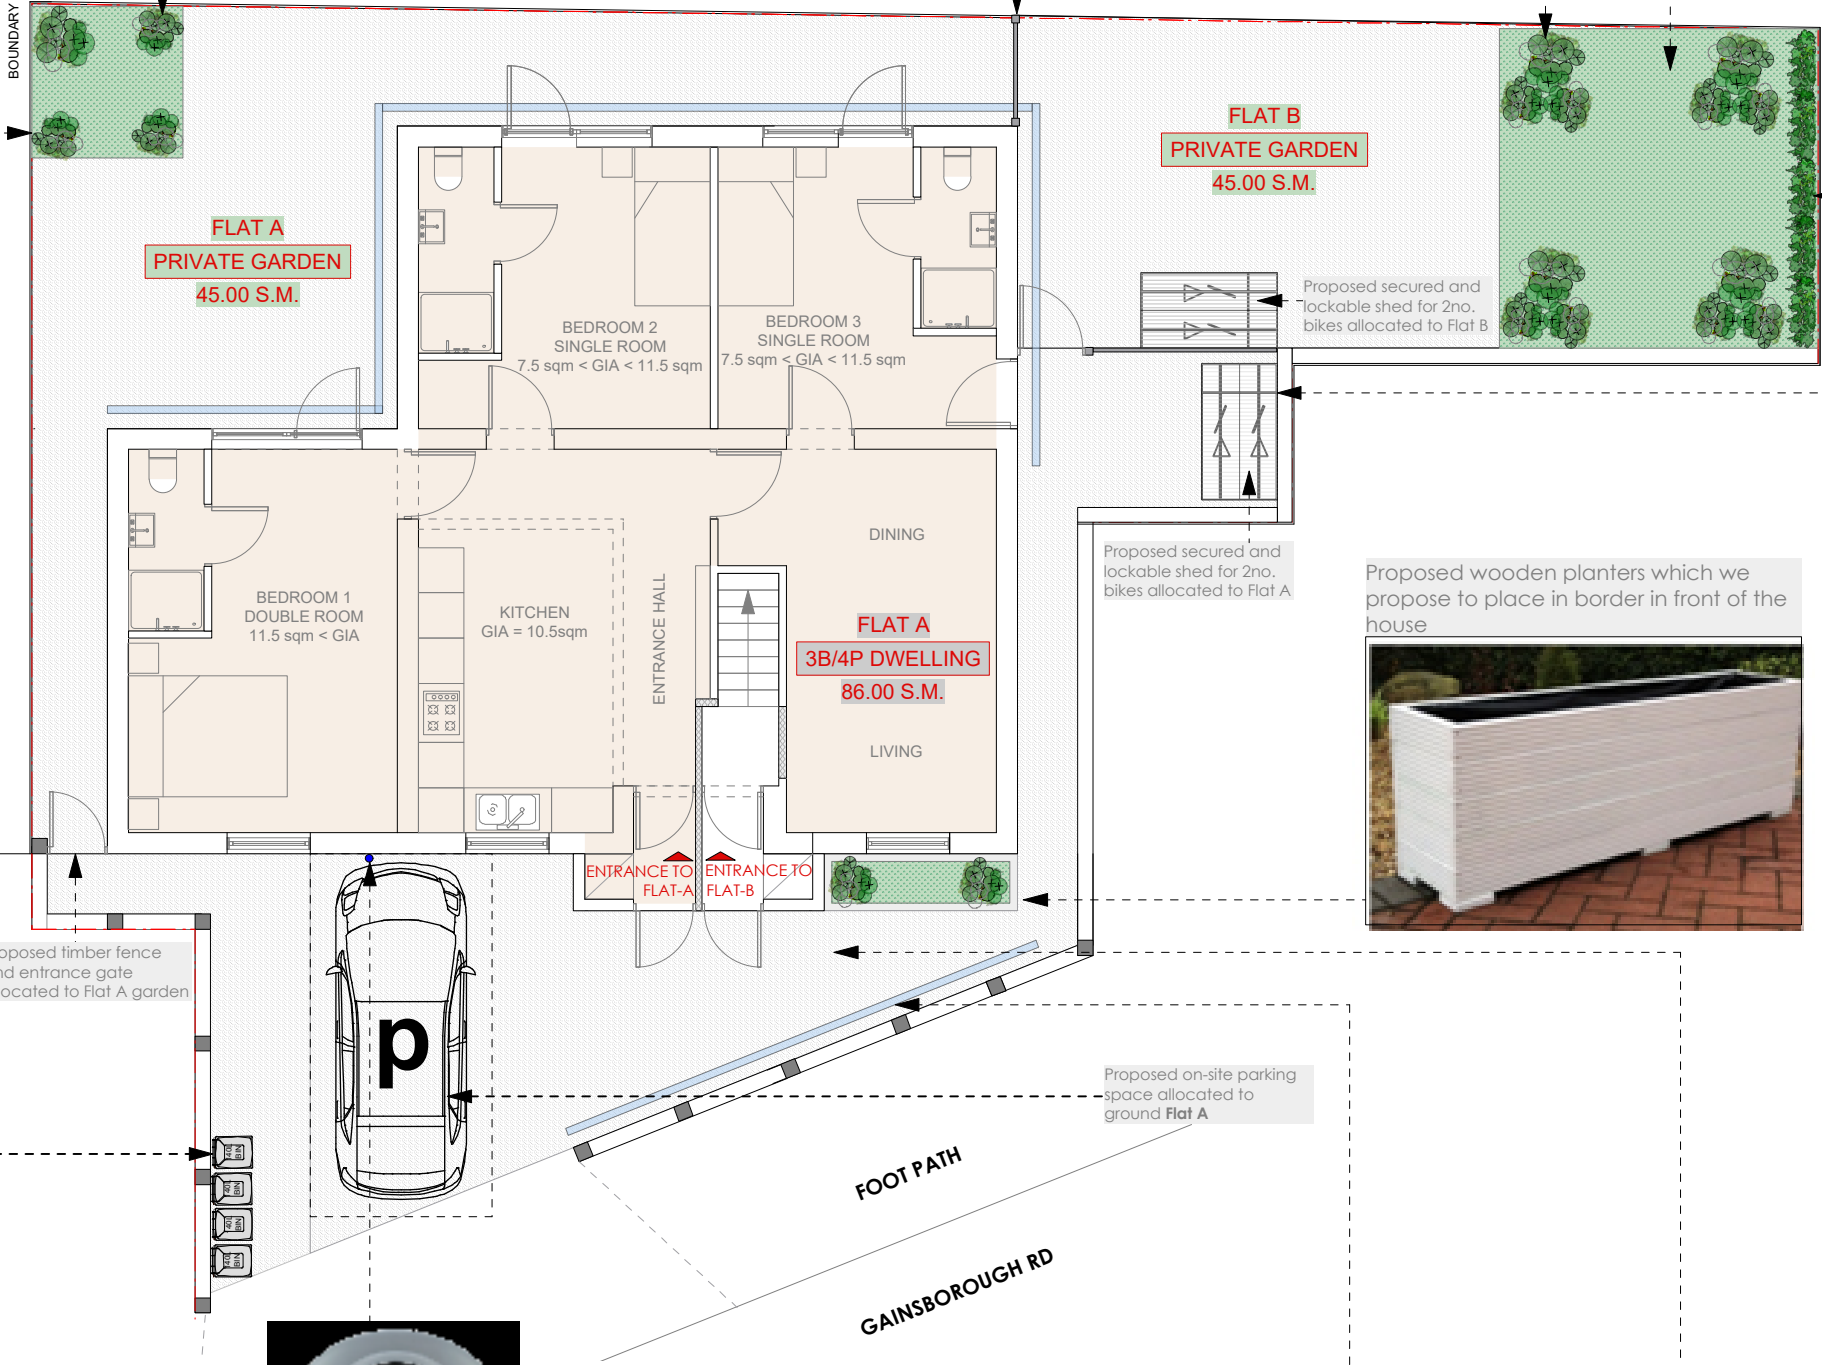 BOUNDARY
FLAT B
PRIVATE GARDEN
45.00 S.M.
FLAT A
PRIVATE GARDEN
45.00 S.M.
Proposed secured and
lockable shed for 2no.
bikes allocated to Flat B
BEDROOM 2
SINGLE ROOM
7.5 sqm < GIA < 11.5 sqm
BEDROOM 3
SINGLE ROOM
7.5 sqm < GIA < 11.5 sqm
DINING
Proposed secured and
lockable shed for 2no.
bikes allocated to Flat A
Proposed wooden planters which we
propose to place in border in front of the
house
BEDROOM 1
DOUBLE ROOM
11.5 sqm < GIA
KITCHEN
GIA = 10.5sqm
ENTRANCE HALL
FLAT A
3B/4P DWELLING
86.00 S.M.
LIVING
ENTRANCE TO
FLAT-A
ENTRANCE TO
FLAT-B
oposed timber fence
nd entrance gate
ocated to Flat A garden
p
Proposed on-site parking
space allocated to
ground Flat A
BIN
BIN
BIN
BIN
FOOT PATH
GAINSBOROUGH RD